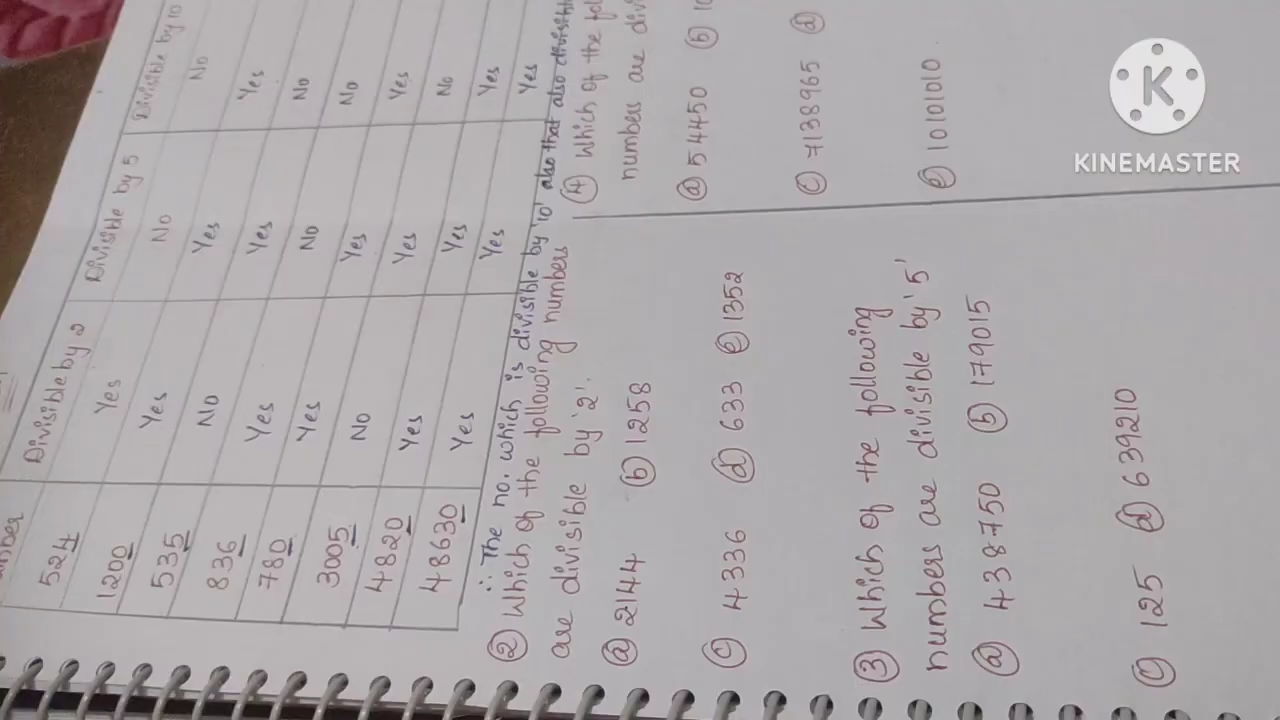 Divisible by 2 Divisible by 5 Divisible by 10
524 Yes No No
1200 Yes Yes Yes
535 No Yes No
836 Yes No No
780 Yes Yes Yes
3005 No Yes No
4820 Yes Yes Yes
48630 Yes Yes Yes
∴ The no. which is divisible by '10' also that also divisible
② Which of the following numbers
are divisible by '2'.
ⓐ 2144 ⓑ 1258
ⓒ 4336 ⓓ 633 ⓔ 1352
③ Which of the following
numbers are divisible by '5'
ⓐ 438750 ⓑ 179015
ⓒ 125 ⓓ 639210
④ Which of the
numbers are
ⓐ 54450 ⓑ
ⓒ 7138965 ⓓ
ⓔ 10101010
KINEMASTER